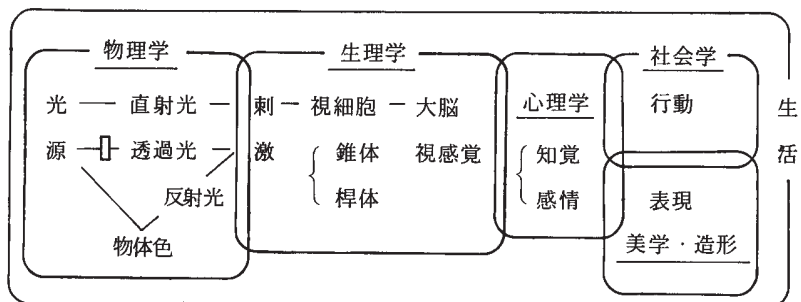 物理学
光 ― 直射光 ― 刺
源 ― 透過光 ― 激
反射光
物体色
生理学
― 視細胞 ― 大脳
錐体 視感覚
桿体
心理学
知覚
感情
社会学
行動
表現
美学・造形
生
活